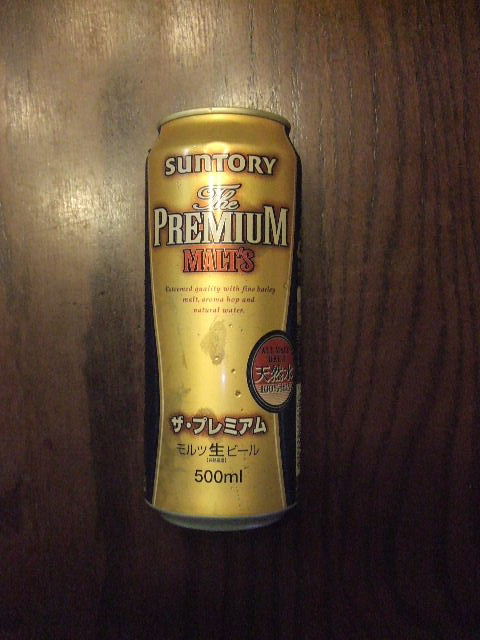 SUNTORY
The
PREMIUM
MALT'S
Esteemed quality with fine barley
malt, aroma hop and
natural water.
天然水
ザ・プレミアム
モルツ生ビール
500ml